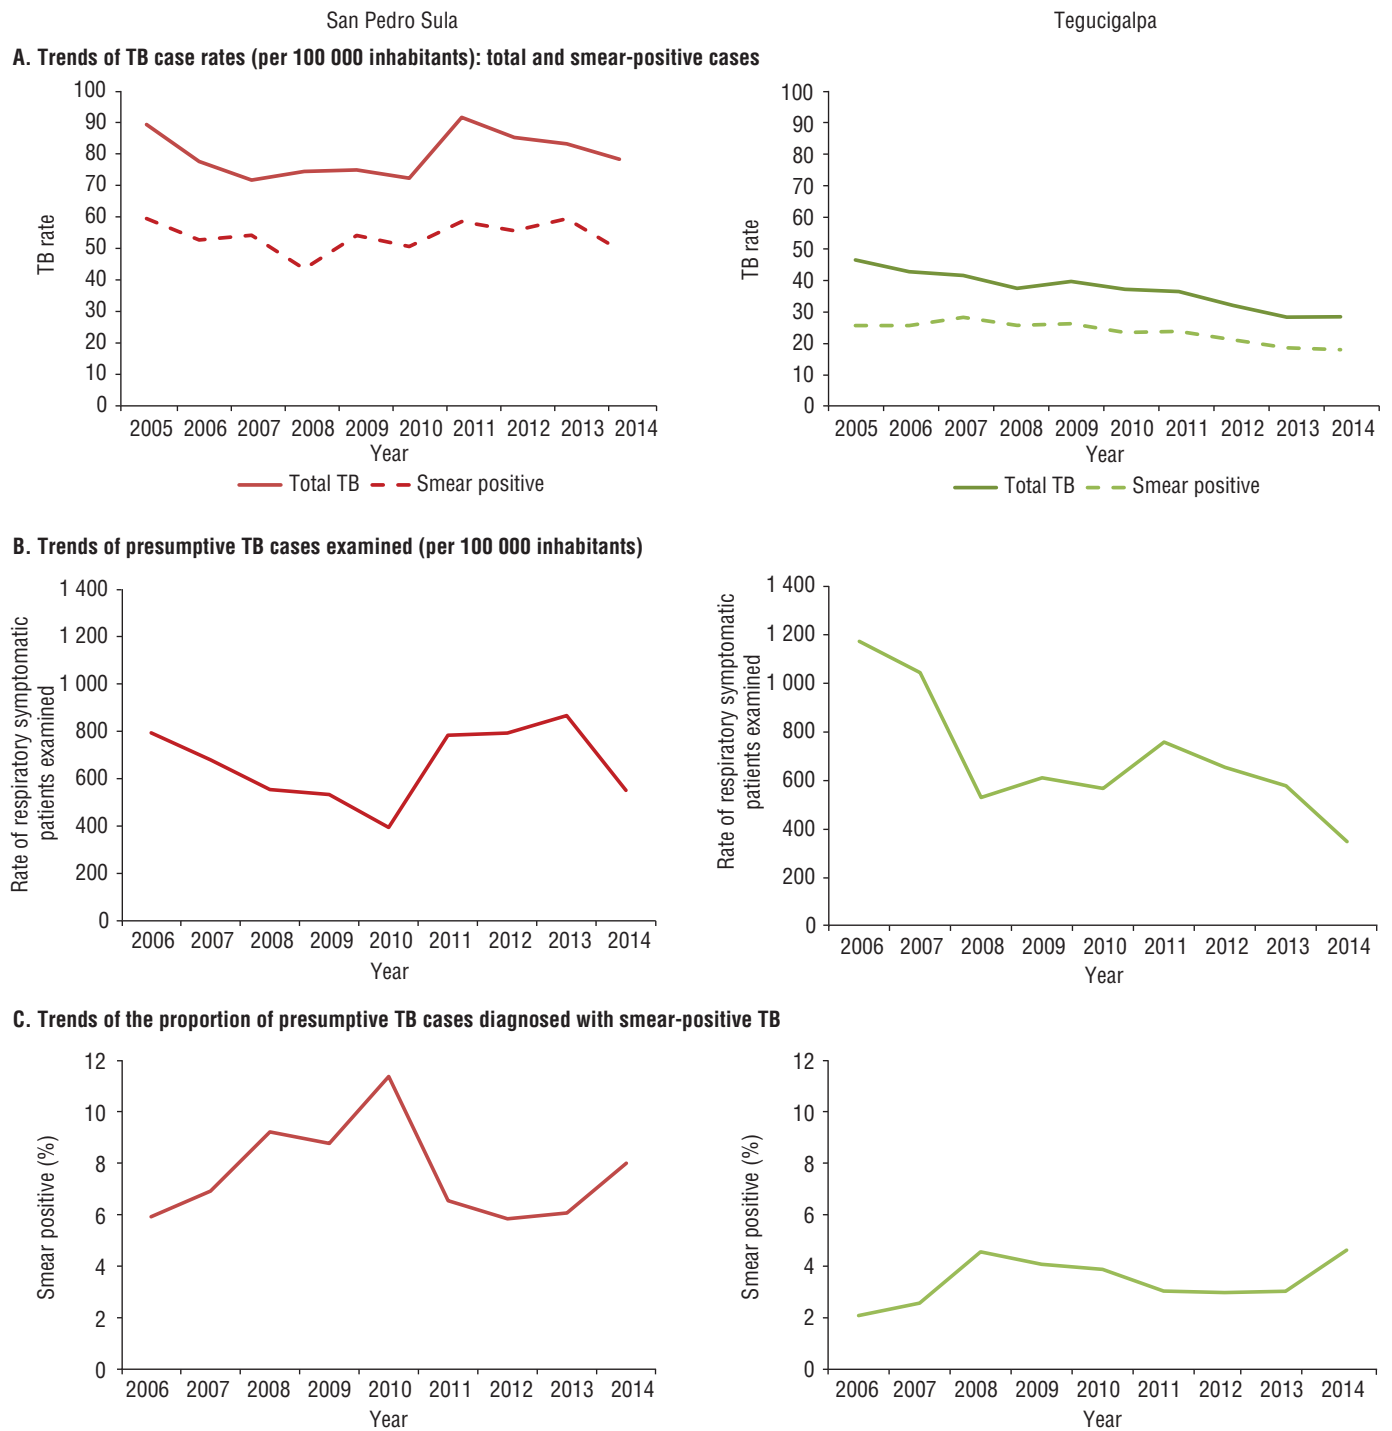 San Pedro Sula
Tegucigalpa
A. Trends of TB case rates (per 100 000 inhabitants): total and smear-positive cases
TB rate
100
90
80
70
60
50
40
30
20
10
0
2005 2006 2007 2008 2009 2010 2011 2012 2013 2014
Year
Total TB Smear positive
TB rate
100
90
80
70
60
50
40
30
20
10
0
2005 2006 2007 2008 2009 2010 2011 2012 2013 2014
Year
Total TB Smear positive
B. Trends of presumptive TB cases examined (per 100 000 inhabitants)
Rate of respiratory symptomatic
patients examined
1 400
1 200
1 000
800
600
400
200
0
2006 2007 2008 2009 2010 2011 2012 2013 2014
Year
Rate of respiratory symptomatic
patients examined
1 400
1 200
1 000
800
600
400
200
0
2006 2007 2008 2009 2010 2011 2012 2013 2014
Year
C. Trends of the proportion of presumptive TB cases diagnosed with smear-positive TB
Smear positive (%)
12
10
8
6
4
2
0
2006 2007 2008 2009 2010 2011 2012 2013 2014
Year
Smear positive (%)
12
10
8
6
4
2
0
2006 2007 2008 2009 2010 2011 2012 2013 2014
Year